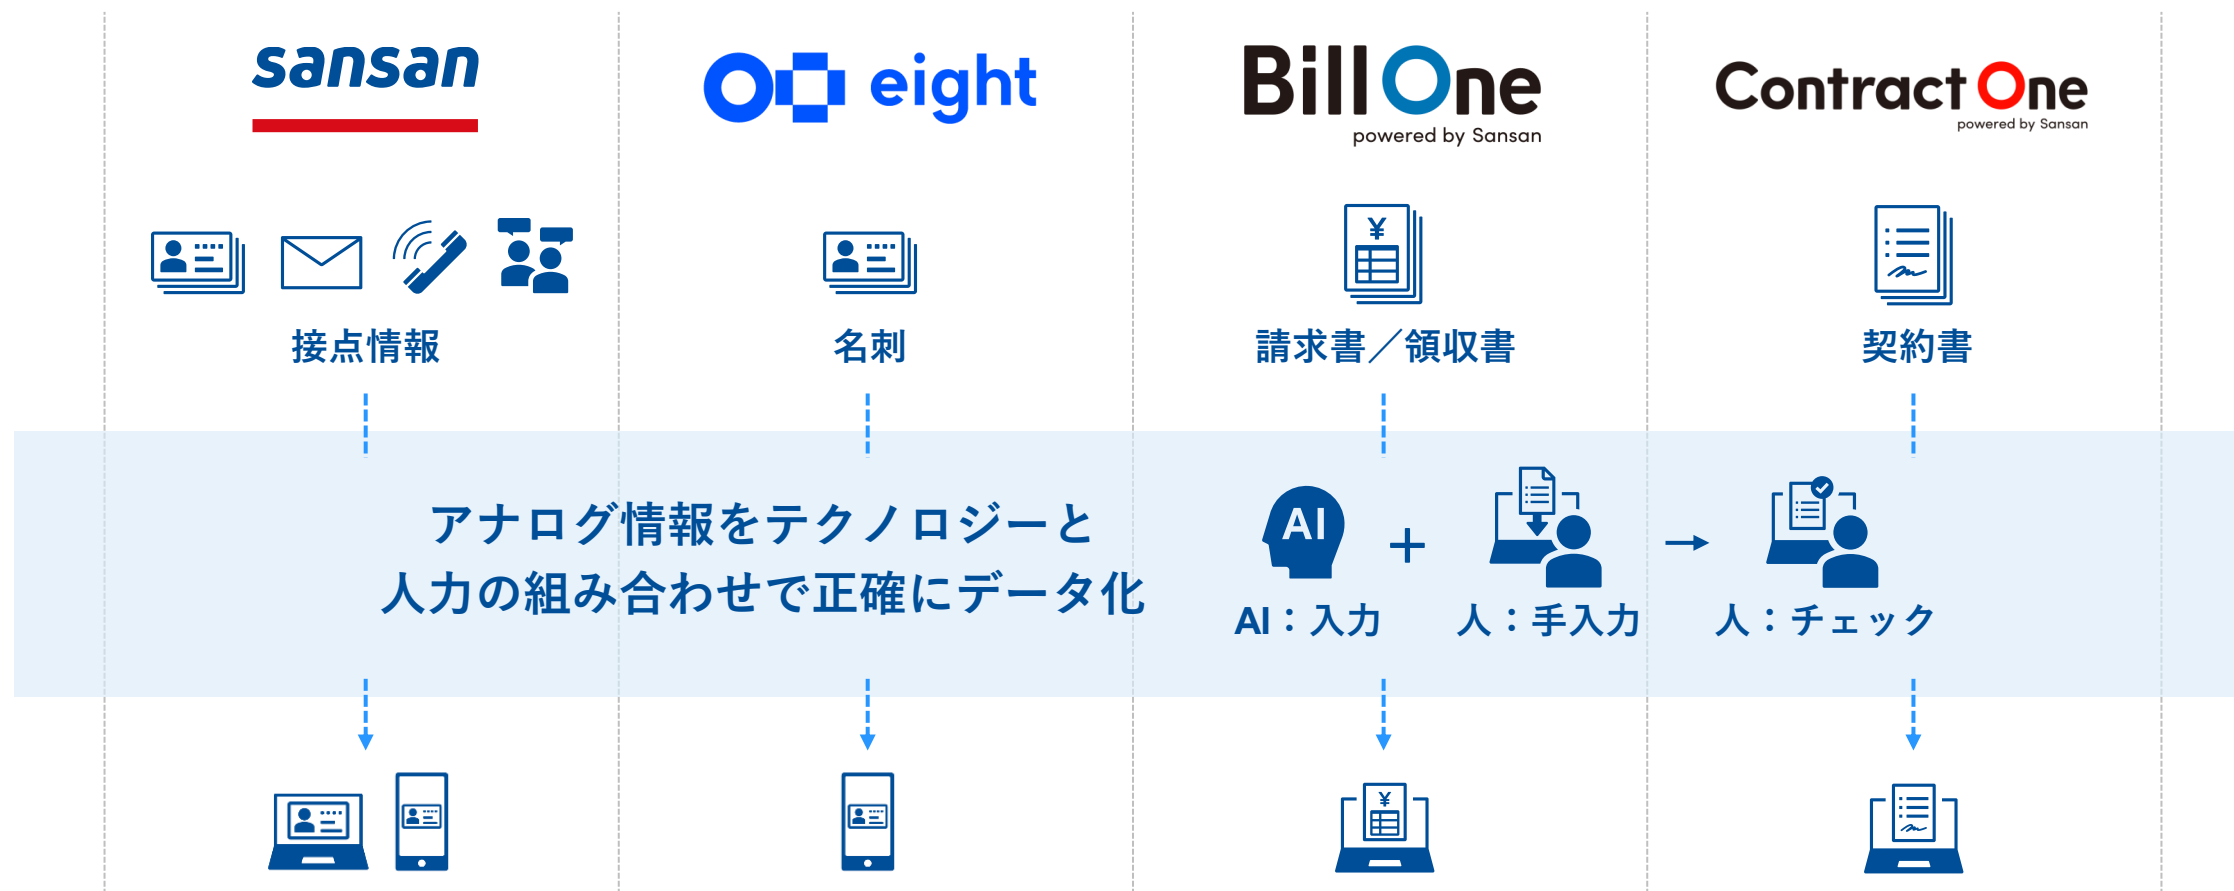 sansan
eight
Bill One
powered by Sansan
Contract One
powered by Sansan
¥
接点情報
名刺
請求書／領収書
契約書
アナログ情報をテクノロジーと
人力の組み合わせで正確にデータ化
AI
+
→
AI：入力
人：手入力
人：チェック
¥